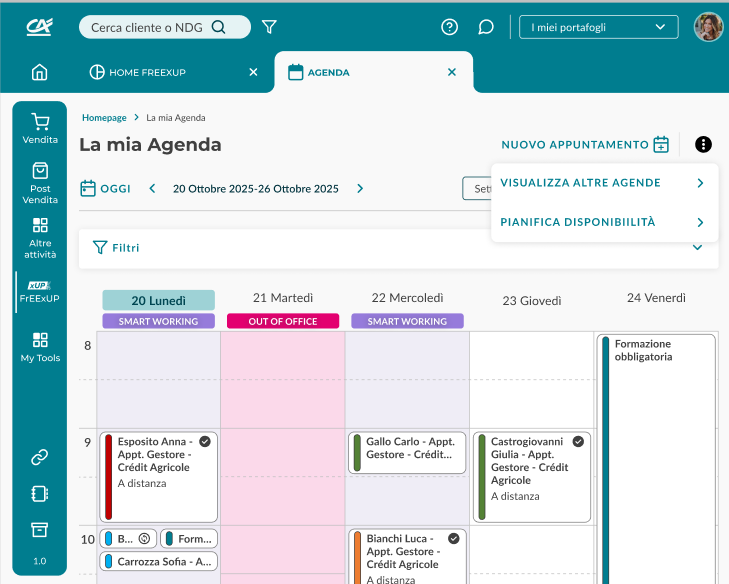 Cerca cliente o NDG
I miei portafogli
HOME FREEXUP
AGENDA
Vendita
Post
Vendita
Altre
attività
XUP
FrEExUP
My Tools
1.0
Homepage > La mia Agenda
La mia Agenda
NUOVO APPUNTAMENTO
VISUALIZZA ALTRE AGENDE
PIANIFICA DISPONIBIILITÀ
OGGI
20 Ottobre 2025-26 Ottobre 2025
Filtri
20 Lunedì
21 Martedì
22 Mercoledì
23 Giovedì
24 Venerdì
SMART WORKING
OUT OF OFFICE
SMART WORKING
8
Formazione
obbligatoria
9
Esposito Anna -
Appt. Gestore -
Crédit Agricole
A distanza
Gallo Carlo - Appt.
Gestore - Crédit...
Castrogiovanni
Giulia - Appt.
Gestore - Crédit
Agricole
A distanza
10
B...
Form...
Carrozza Sofia - A...
Bianchi Luca -
Appt. Gestore -
Crédit Agricole
A distanza